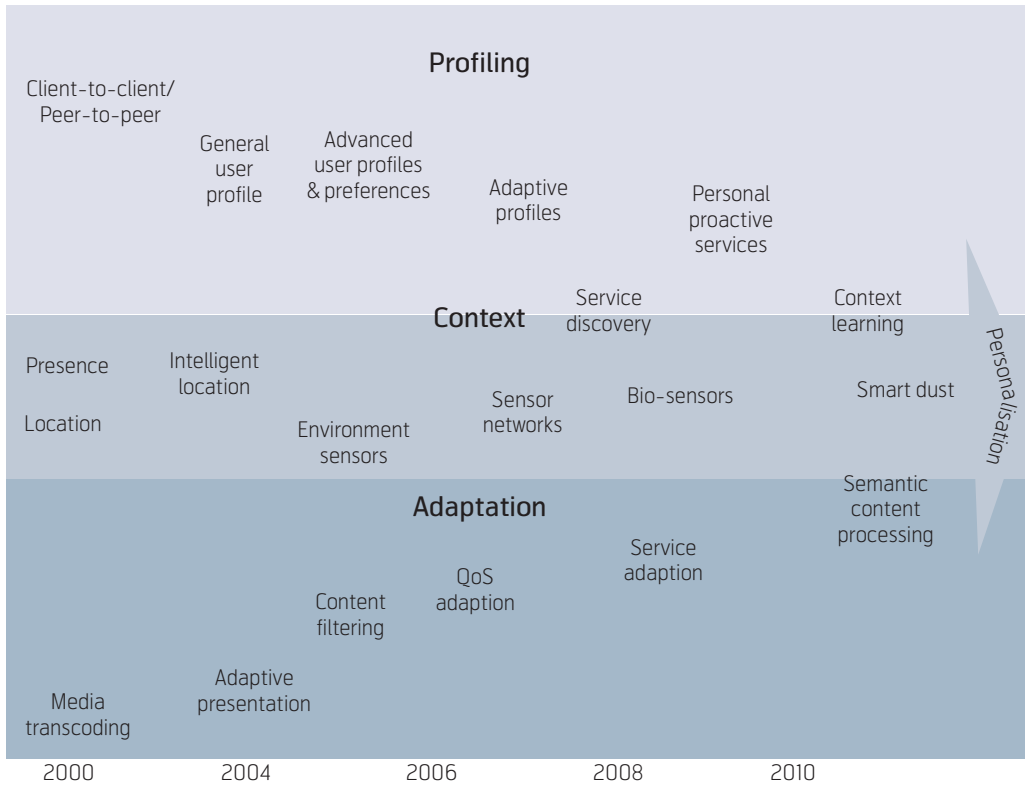 Profiling
Client-to-client/
Peer-to-peer
General
user
profile
Advanced
user profiles
& preferences
Adaptive
profiles
Personal
proactive
services
Service
discovery
Context
learning
Context
Presence
Intelligent
location
Location
Environment
sensors
Sensor
networks
Bio-sensors
Smart dust
Personalisation
Adaptation
Semantic
content
processing
Service
adaption
QoS
adaption
Content
filtering
Adaptive
presentation
Media
transcoding
2000
2004
2006
2008
2010